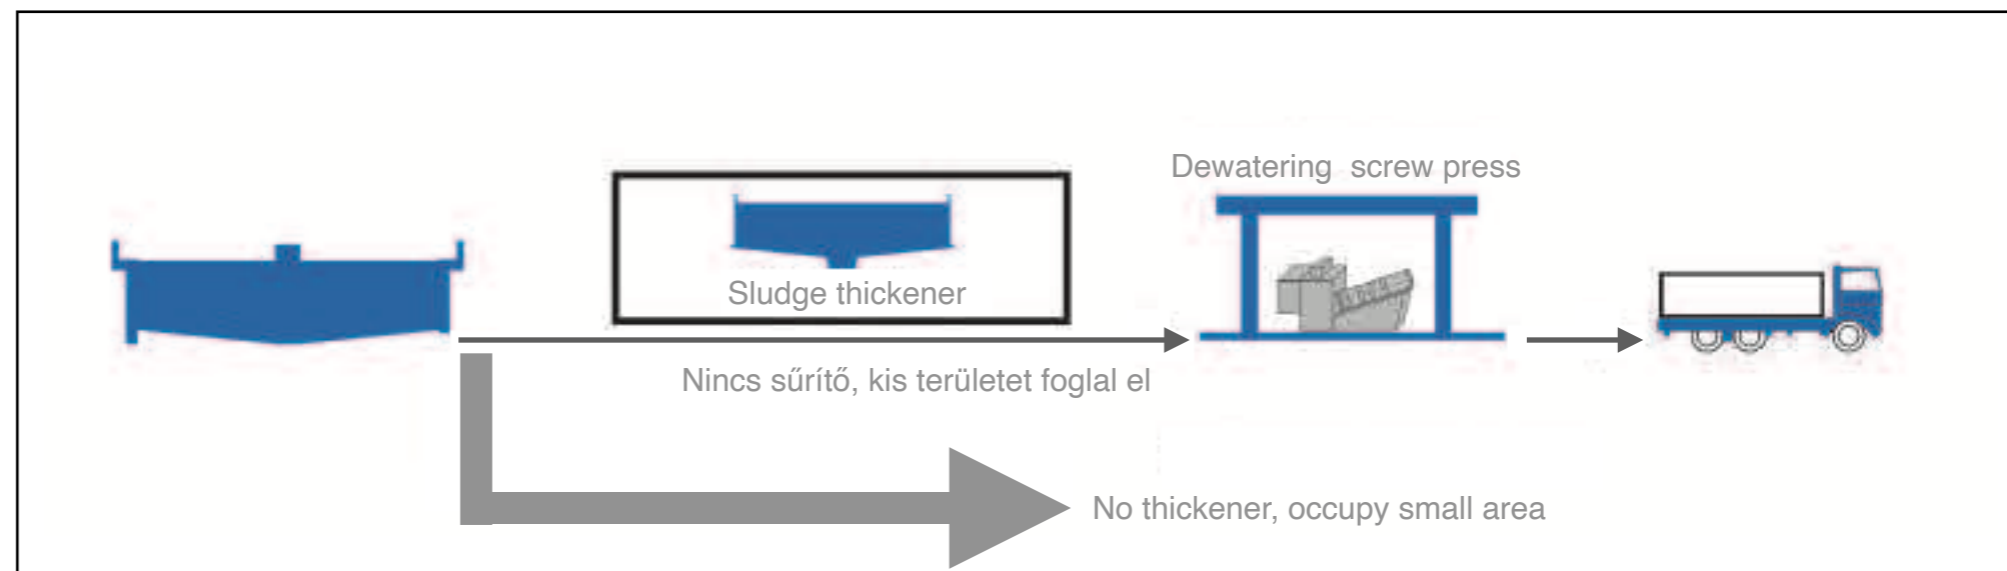 Dewatering screw press
Sludge thickener
Nincs sűrítő, kis területet foglal el
No thickener, occupy small area